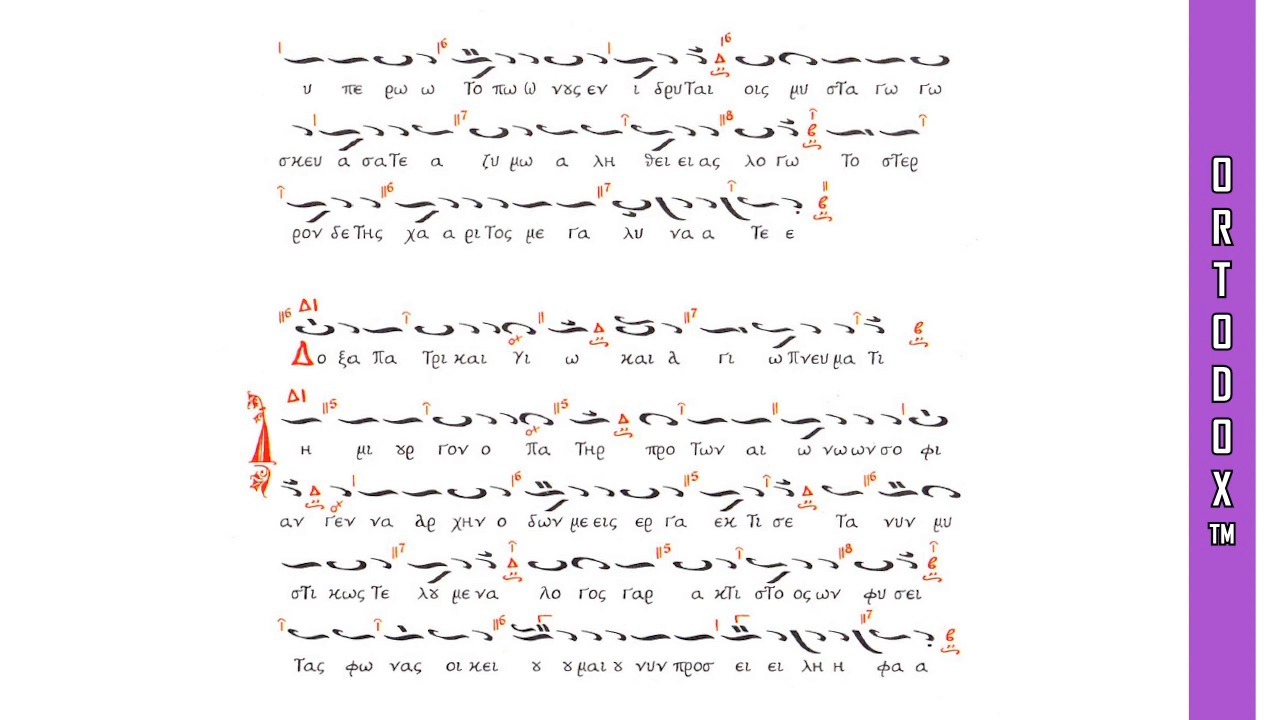 υ πε ρω ω Το πω ω νȣς εν ι δρυ Ται οις μυ σΤα γω γω
σκευ α σα Τε α ζυ μω α λη θει ει ας λο γω Το σΤερ
ρον δε Της χα α ρι Τος με γα λυ να α Τε ε
Δο ξα Πα Τρι και Υι ω και Α γι ω Πνευ μα Τι
Δ η μι ȣρ γον ο Πα Τηρ προ Των αι ω νω ων σο φι
αν γεν να Αρ χην ο δων με εις ερ γα εκ Τι σε Τα νυν μυ
σΤι κως Τε λȣ με να λο γος γαρ α κΤι σΤο ος ων φυ σει
Τας φω νας οι κει ȣ ȣ μαι ȣ νυν προσ ει ει λη η φα α
ORTODOX™